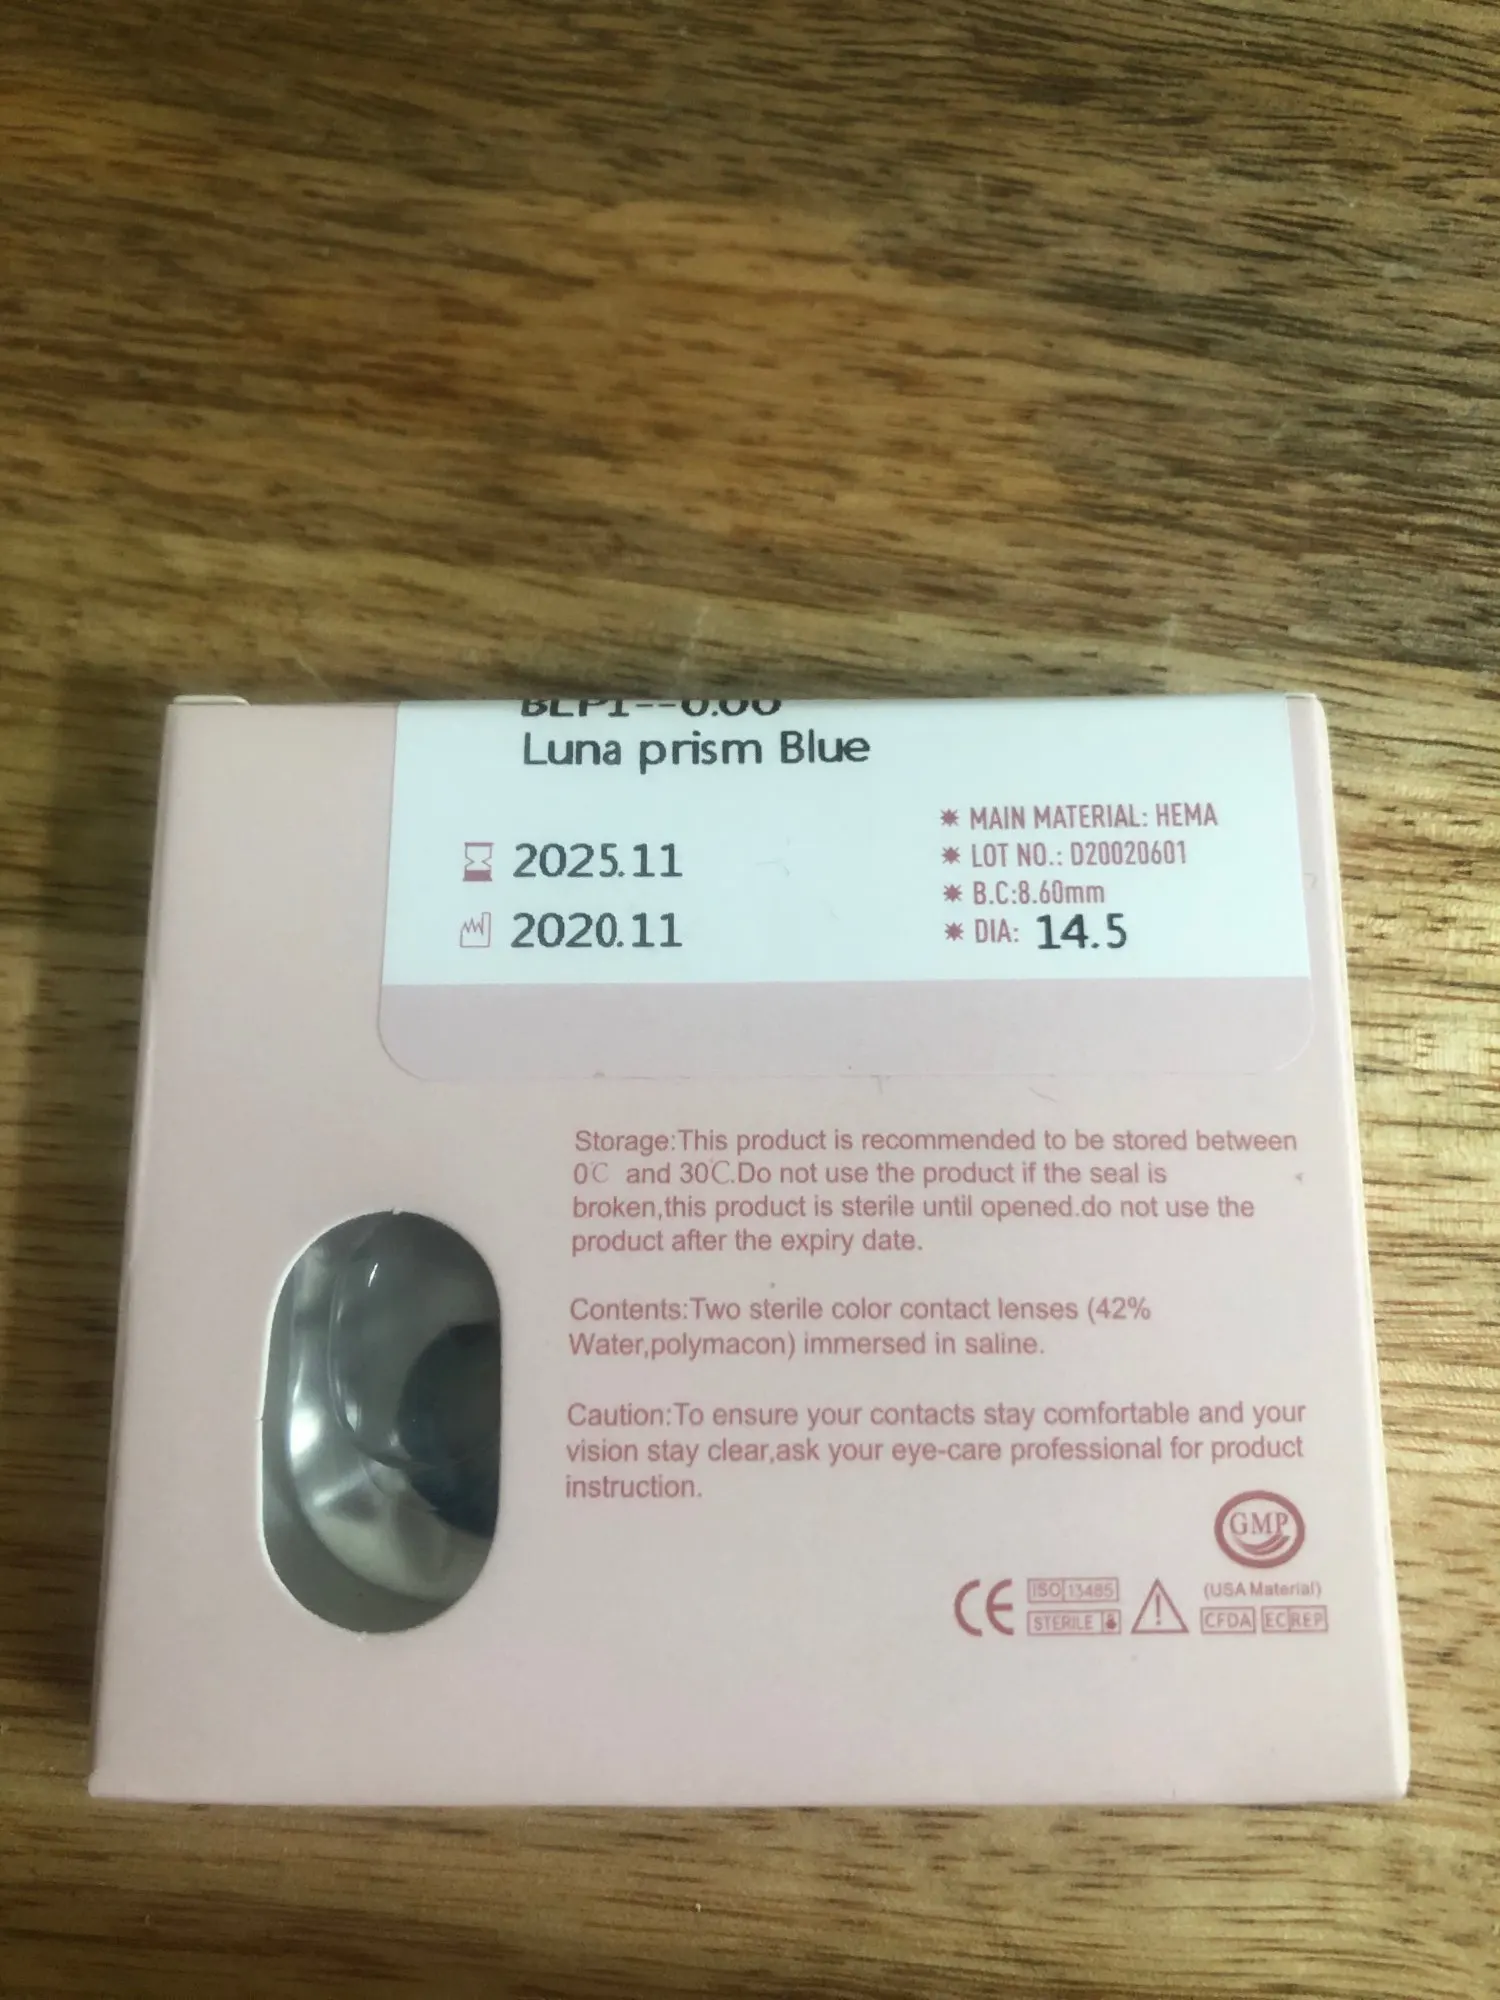 BLP1--0.00
Luna prism Blue
2025.11
2020.11
✷ MAIN MATERIAL: HEMA
✷ LOT NO.: D20020601
✷ B.C:8.60mm
✷ DIA: 14.5
Storage:This product is recommended to be stored between
0℃ and 30℃.Do not use the product if the seal is
broken,this product is sterile until opened.do not use the
product after the expiry date.
Contents:Two sterile color contact lenses (42%
Water,polymacon) immersed in saline.
Caution:To ensure your contacts stay comfortable and your
vision stay clear,ask your eye-care professional for product
instruction.
GMP
CE ISO 13485 (USA Material)
STERILE CFDA EC REP